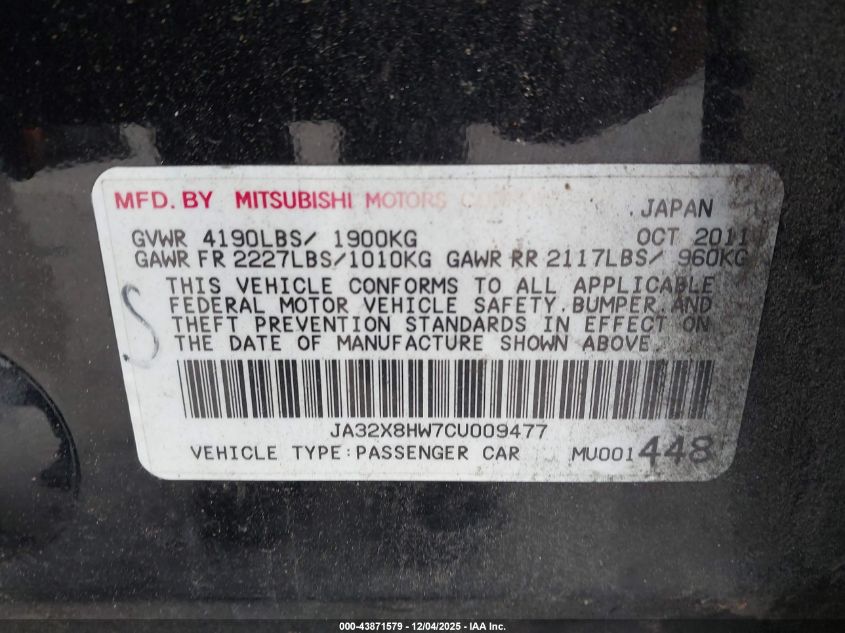 MFD. BY MITSUBISHI MOTORS
JAPAN
GVWR 4190LBS/ 1900KG OCT 2011
GAWR FR 2227LBS/1010KG GAWR RR 2117LBS/ 960KG
THIS VEHICLE CONFORMS TO ALL APPLICABLE
FEDERAL MOTOR VEHICLE SAFETY, BUMPER, AND
THEFT PREVENTION STANDARDS IN EFFECT ON
THE DATE OF MANUFACTURE SHOWN ABOVE.
S
JA32X8HW7CU009477
VEHICLE TYPE:PASSENGER CAR MU001448
000-43871579 - 12/04/2025 - IAA Inc.